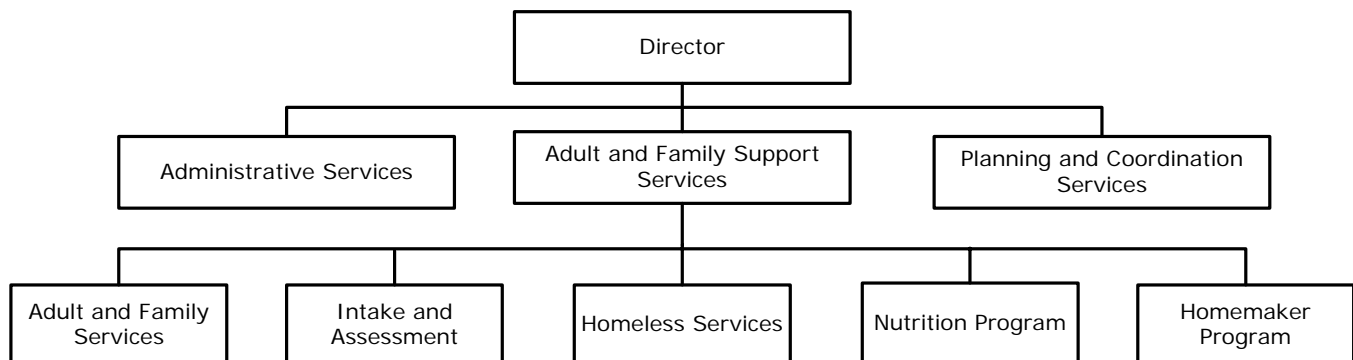 Director
Administrative Services
Adult and Family Support
Services
Planning and Coordination
Services
Adult and Family
Services
Intake and
Assessment
Homeless Services
Nutrition Program
Homemaker
Program